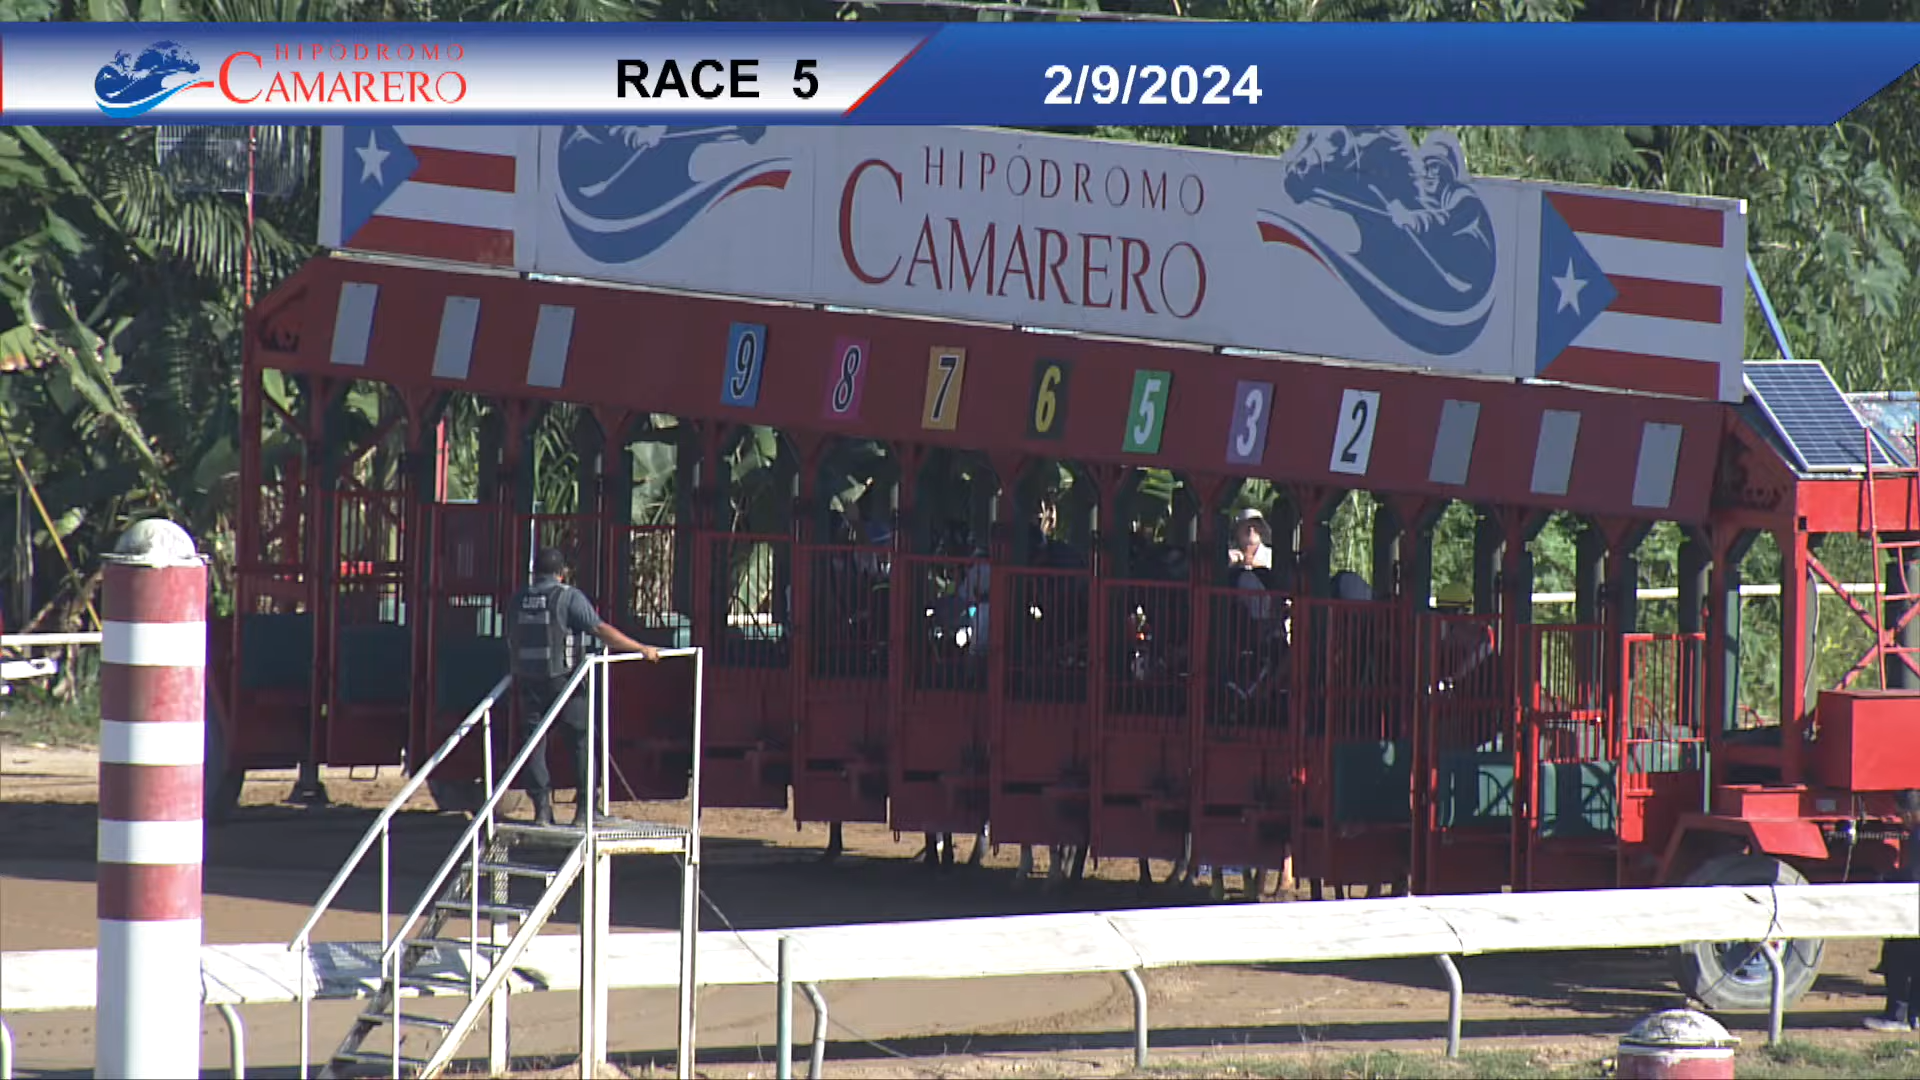 HIPÓDROMO
CAMARERO
RACE 5
2/9/2024
HIPÓDROMO
CAMARERO
9 8 7 6 5 3 2